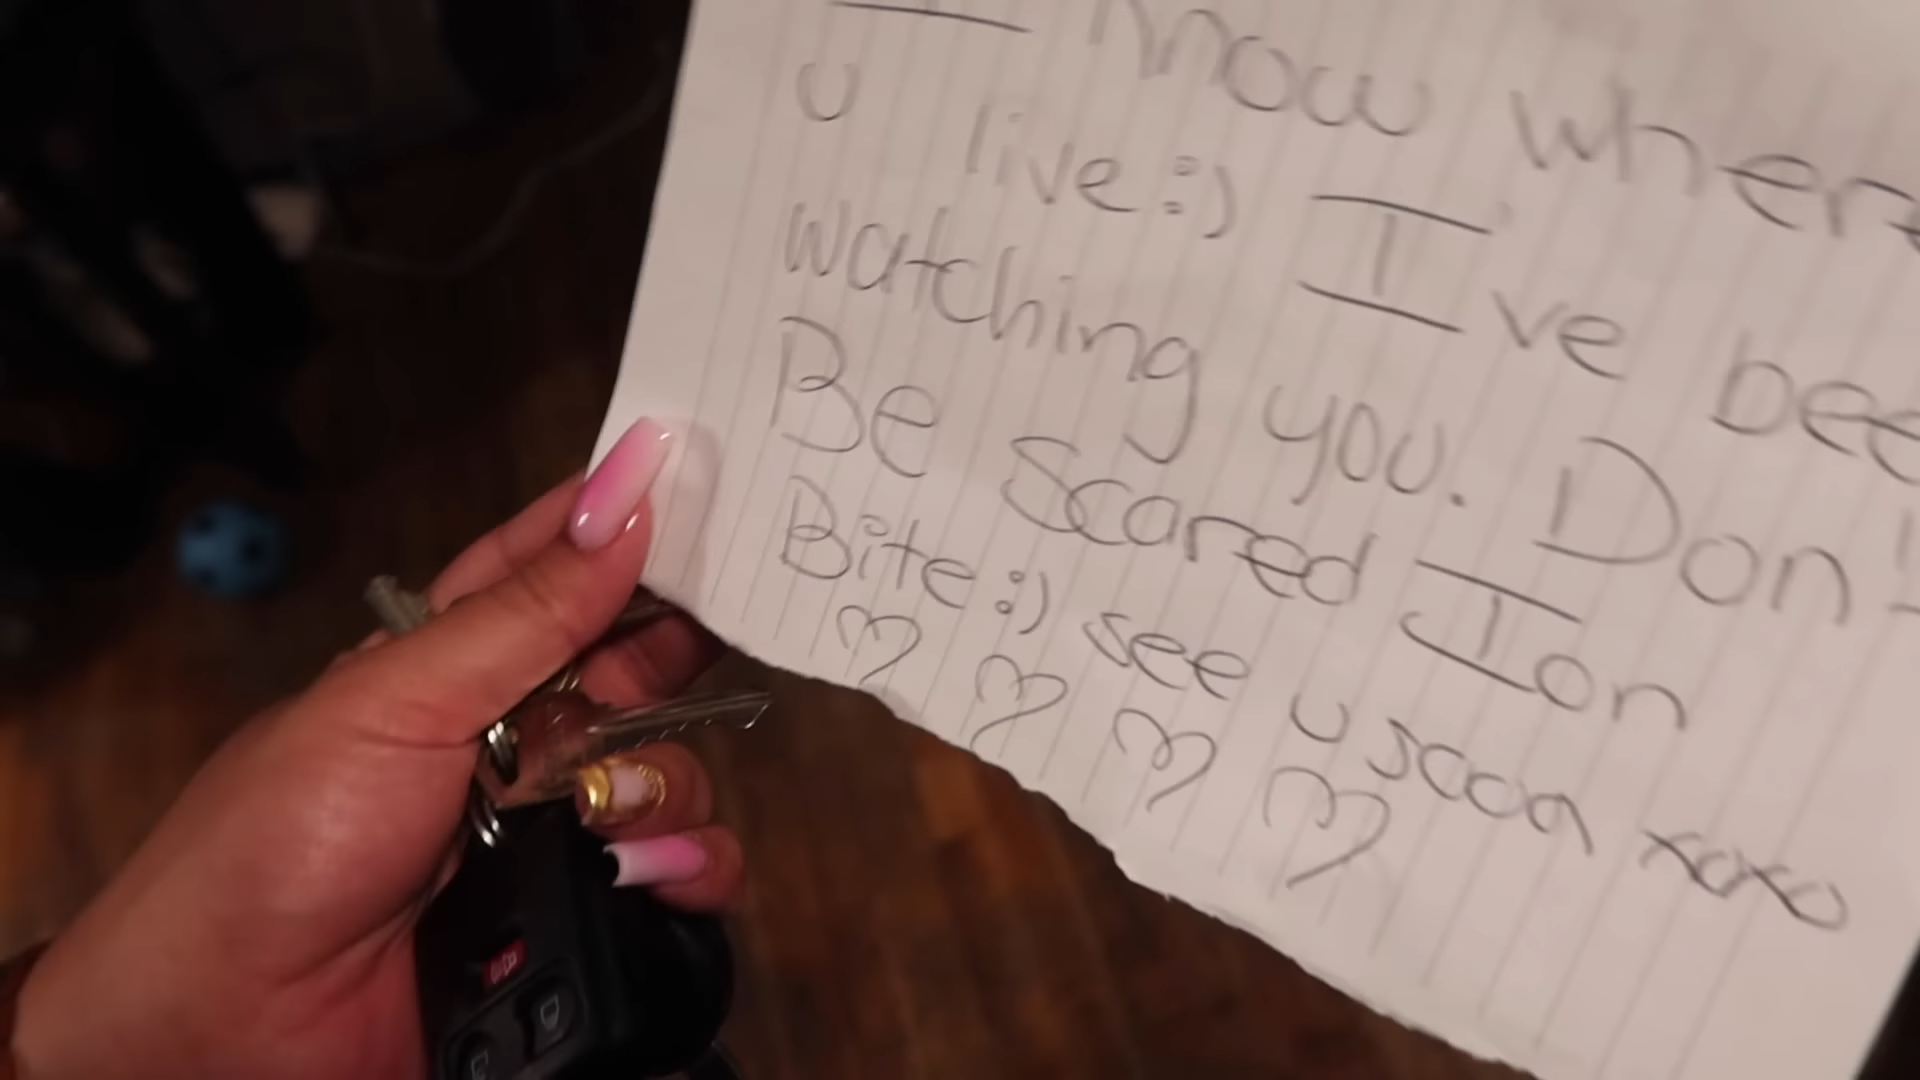 I know where
u live:) I've bee
watching you. Don't
Be scared I on
Bite:) see u soon xoxo